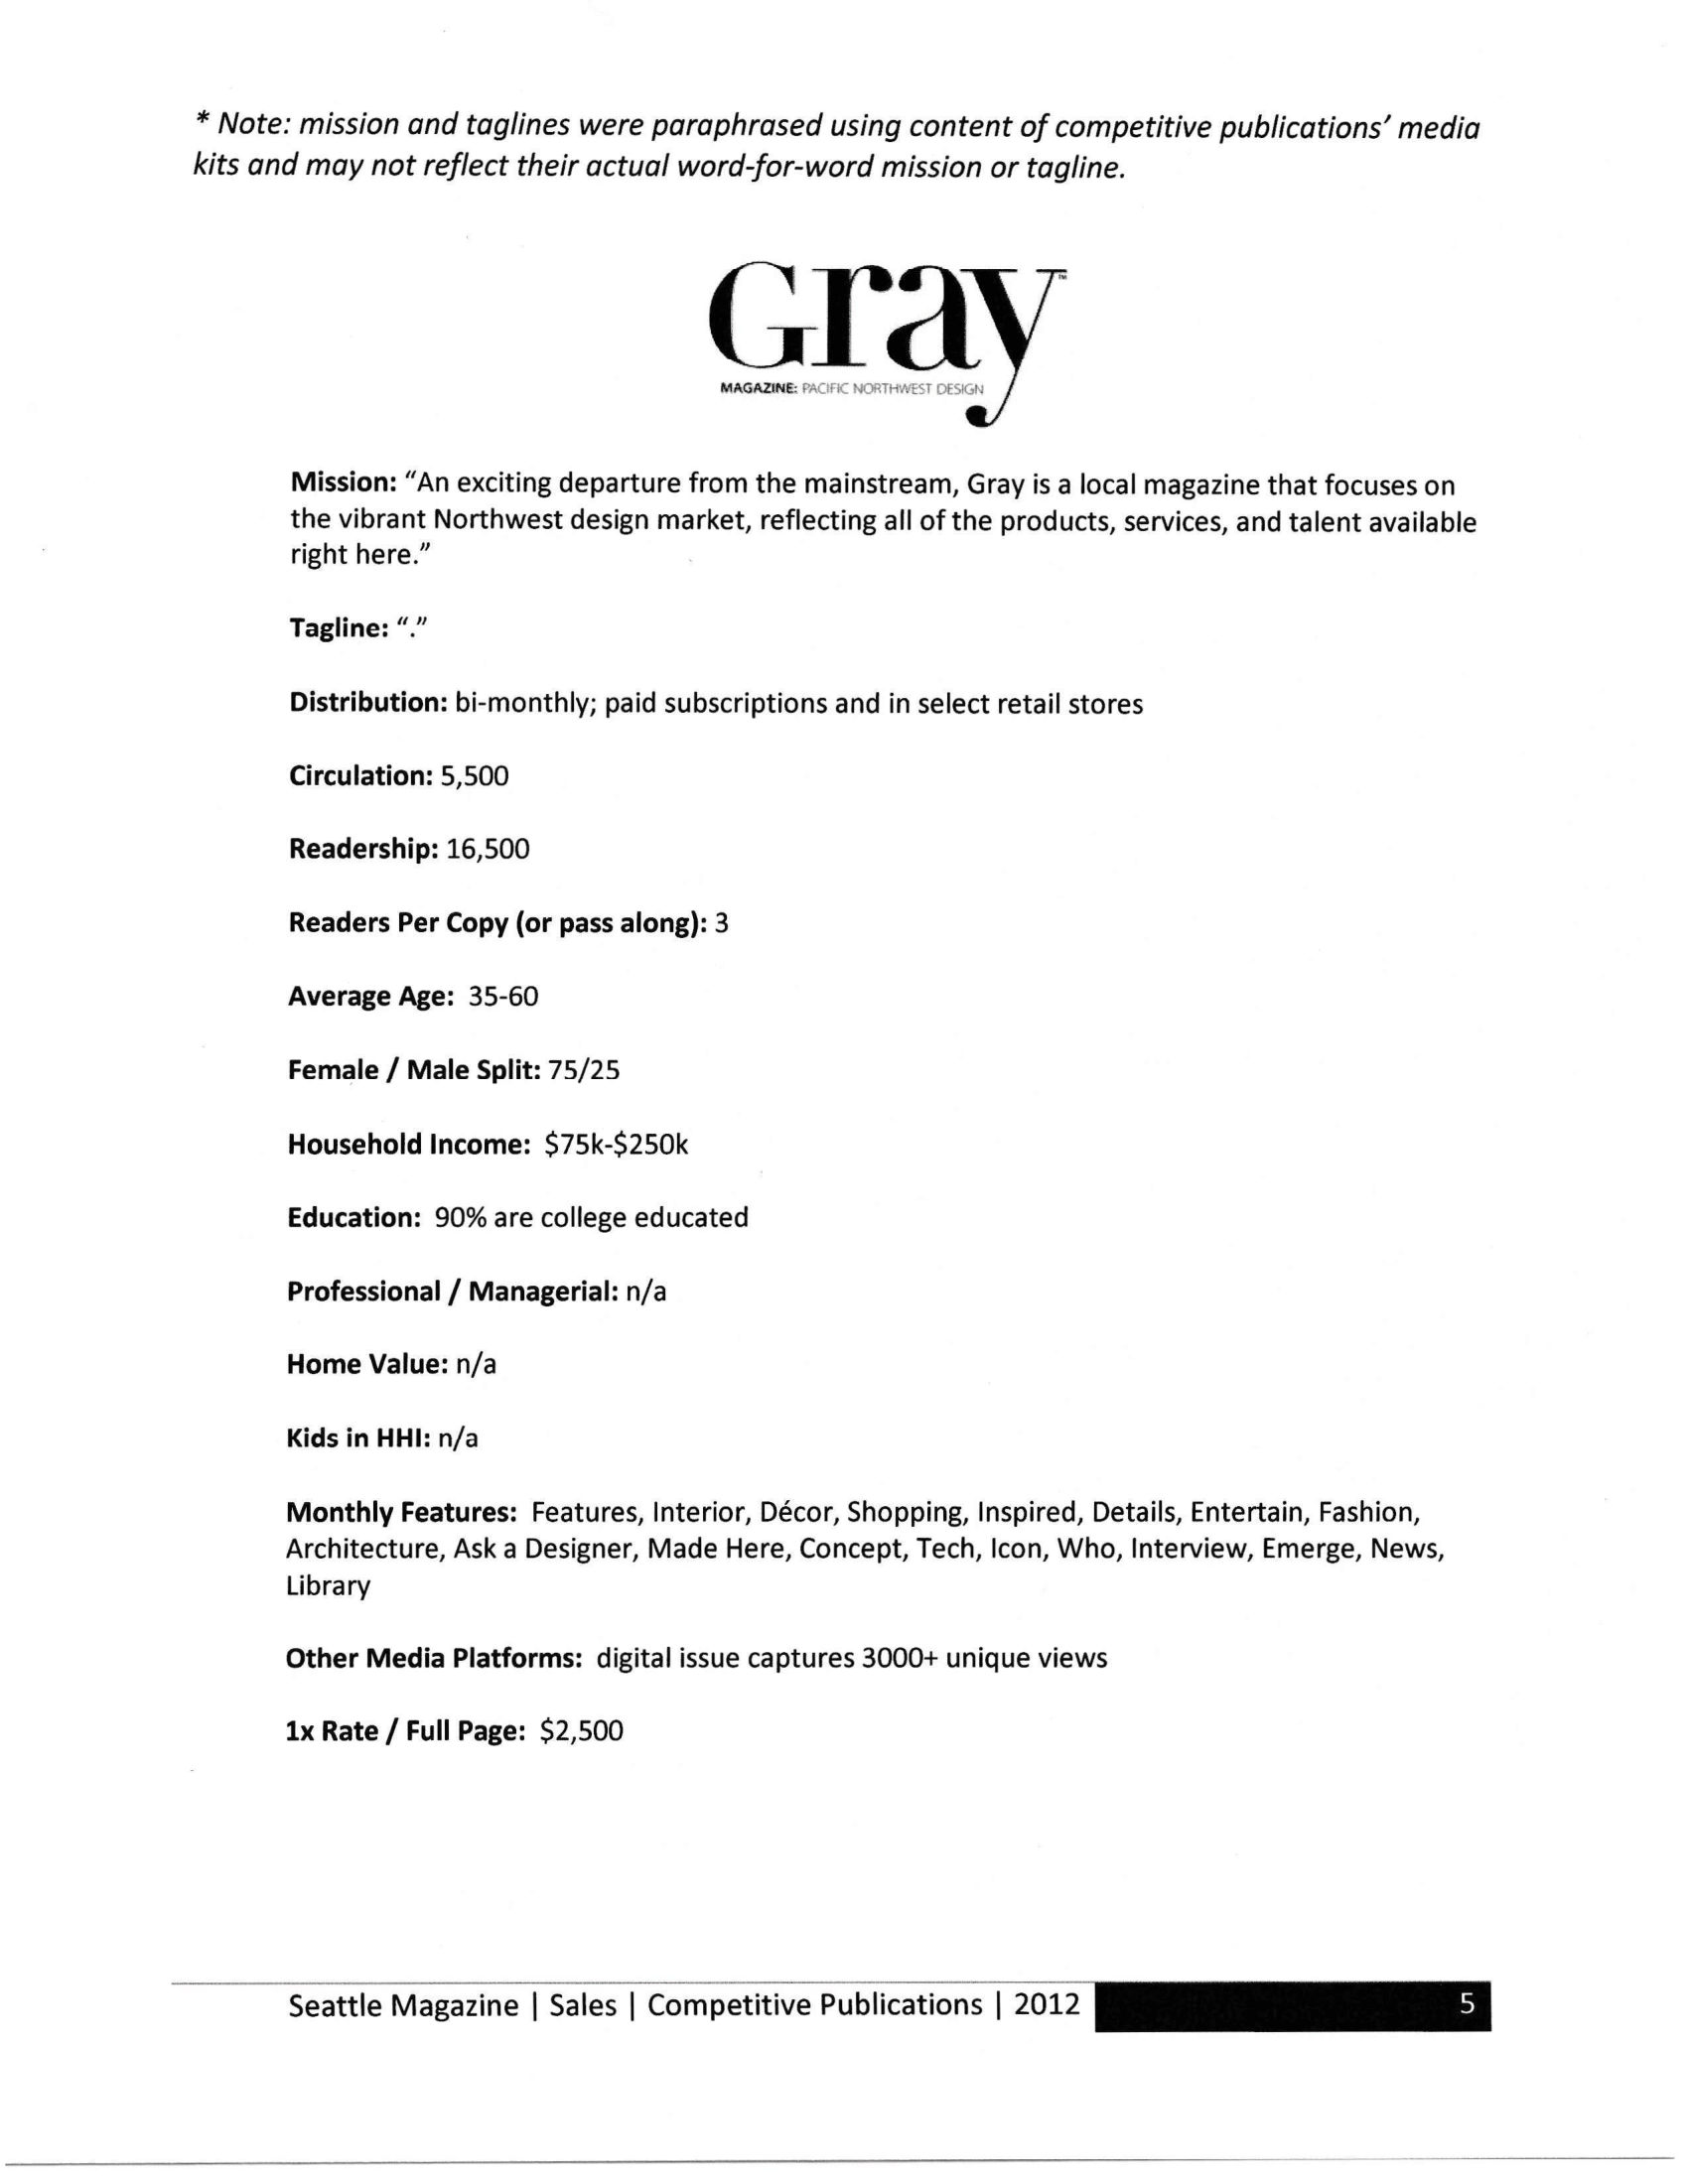 * Note: mission and taglines were paraphrased using content of competitive publications’ media
kits and may not reflect their actual word-for-word mission or tagline.
Gray™
MAGAZINE: PACIFIC NORTHWEST DESIGN
Mission: “An exciting departure from the mainstream, Gray is a local magazine that focuses on
the vibrant Northwest design market, reflecting all of the products, services, and talent available
right here.”
Tagline: “.”
Distribution: bi-monthly; paid subscriptions and in select retail stores
Circulation: 5,500
Readership: 16,500
Readers Per Copy (or pass along): 3
Average Age: 35-60
Female / Male Split: 75/25
Household Income: $75k-$250k
Education: 90% are college educated
Professional / Managerial: n/a
Home Value: n/a
Kids in HHI: n/a
Monthly Features: Features, Interior, Décor, Shopping, Inspired, Details, Entertain, Fashion,
Architecture, Ask a Designer, Made Here, Concept, Tech, Icon, Who, Interview, Emerge, News,
Library
Other Media Platforms: digital issue captures 3000+ unique views
1x Rate / Full Page: $2,500
Seattle Magazine | Sales | Competitive Publications | 2012 5